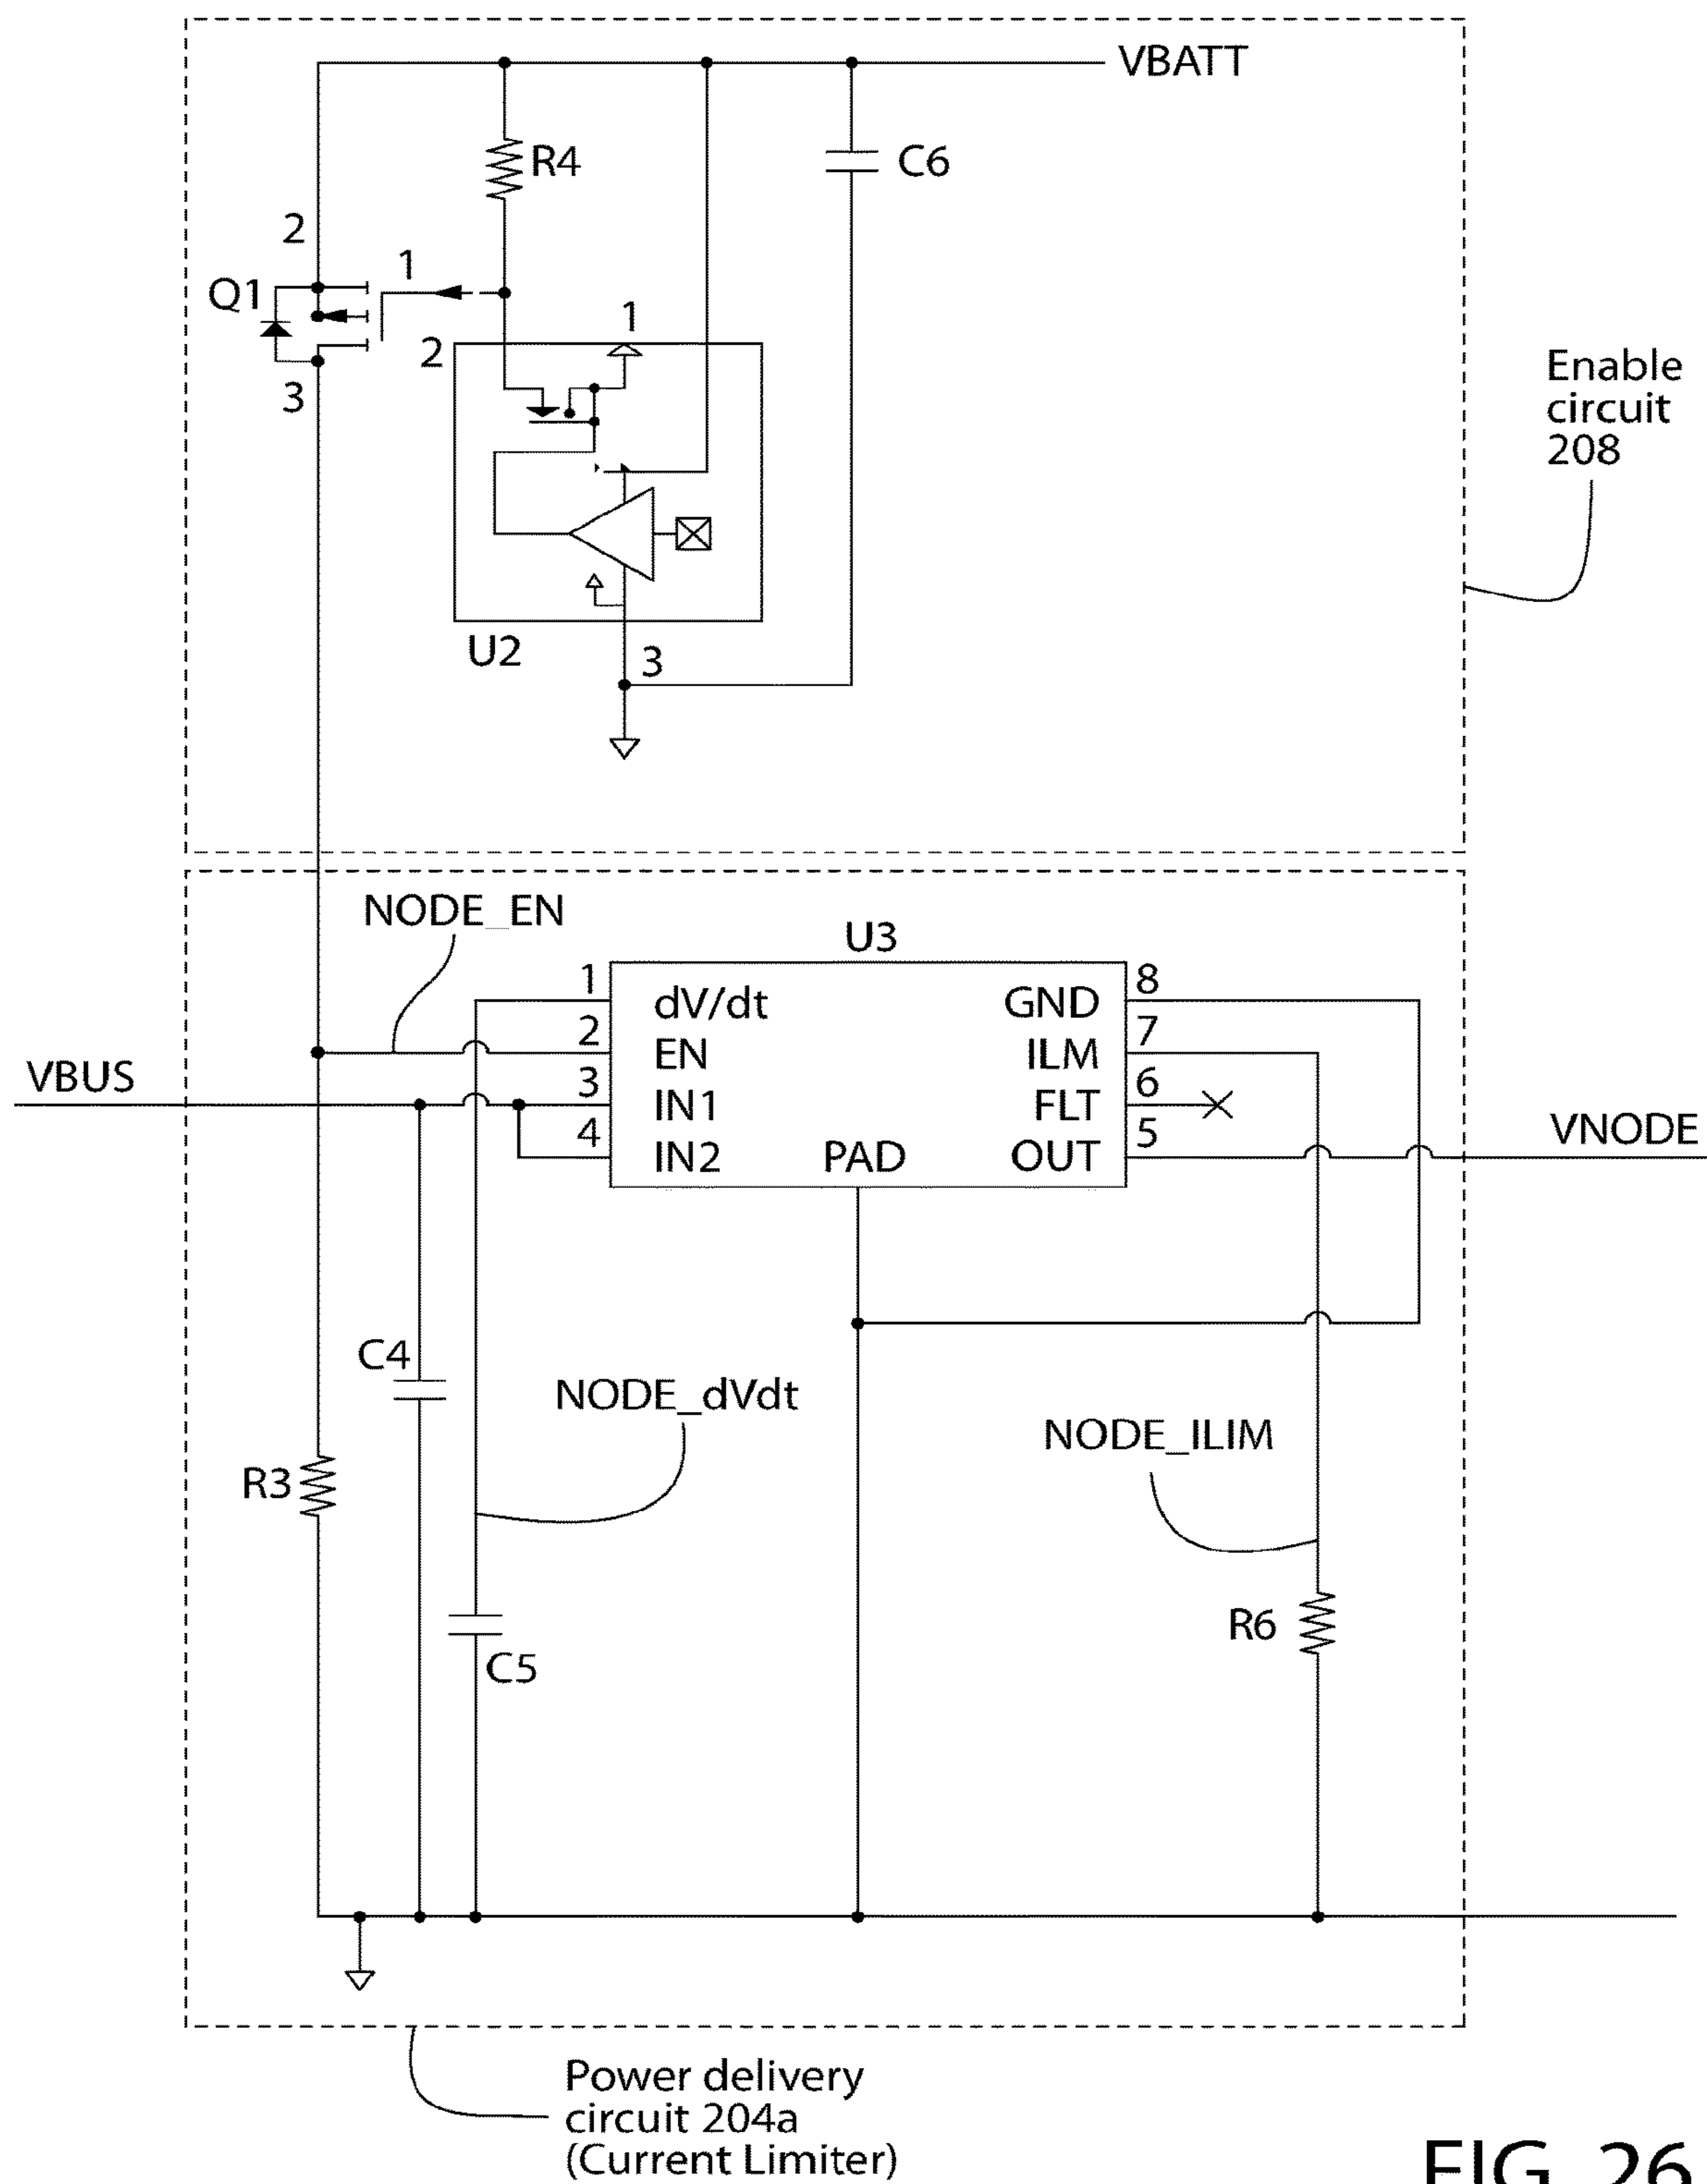 VBATT
R4
C6
2
1
Q1
1
2
3
Enable
circuit
208
U2
3
NODE_EN
U3
1
8
dV/dt
GND
2
7
EN
ILM
VBUS
3
6
IN1
FLT
4
5
VNODE
IN2
PAD
OUT
C4
NODE_dVdt
NODE_ILIM
R3
R6
C5
Power delivery
circuit 204a
(Current Limiter)
FIG. 26